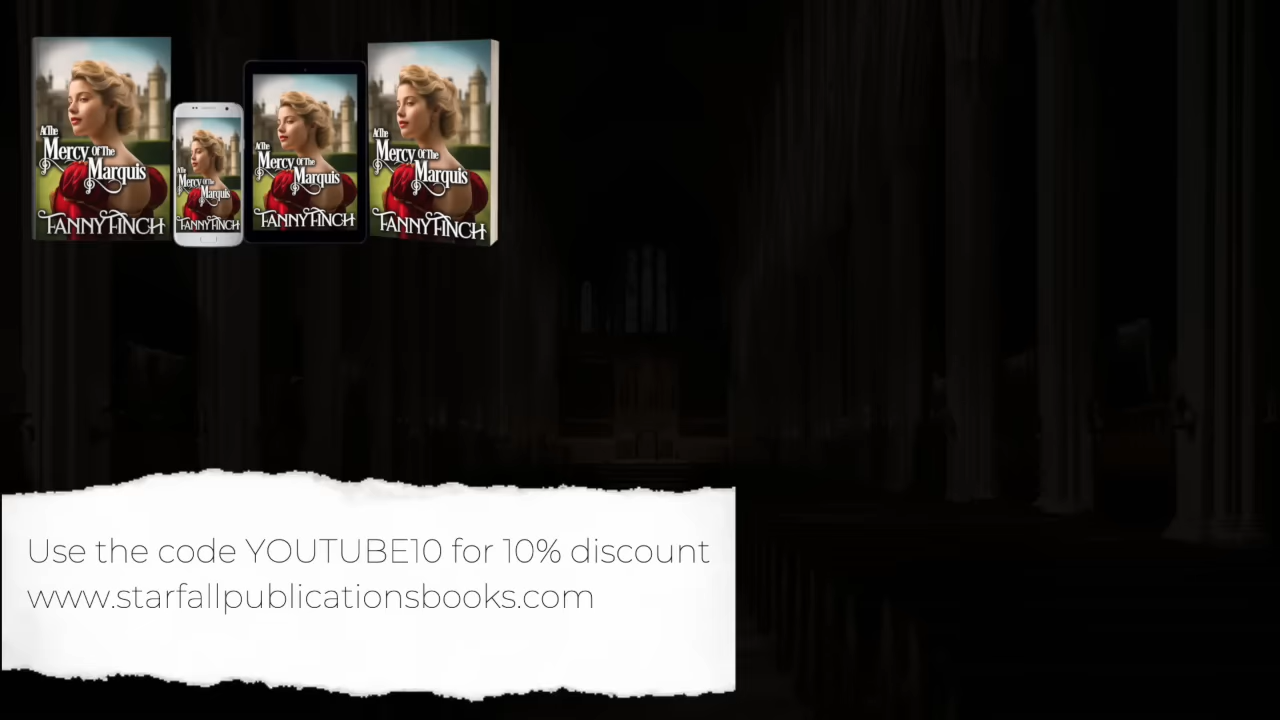 At The
Mercy Of The
Marquis
FANNY FINCH
At The
Mercy Of The
Marquis
FANNY FINCH
At The
Mercy Of The
Marquis
FANNY FINCH
At The
Mercy Of The
Marquis
FANNY FINCH
Use the code YOUTUBE10 for 10% discount
www.starfallpublicationsbooks.com